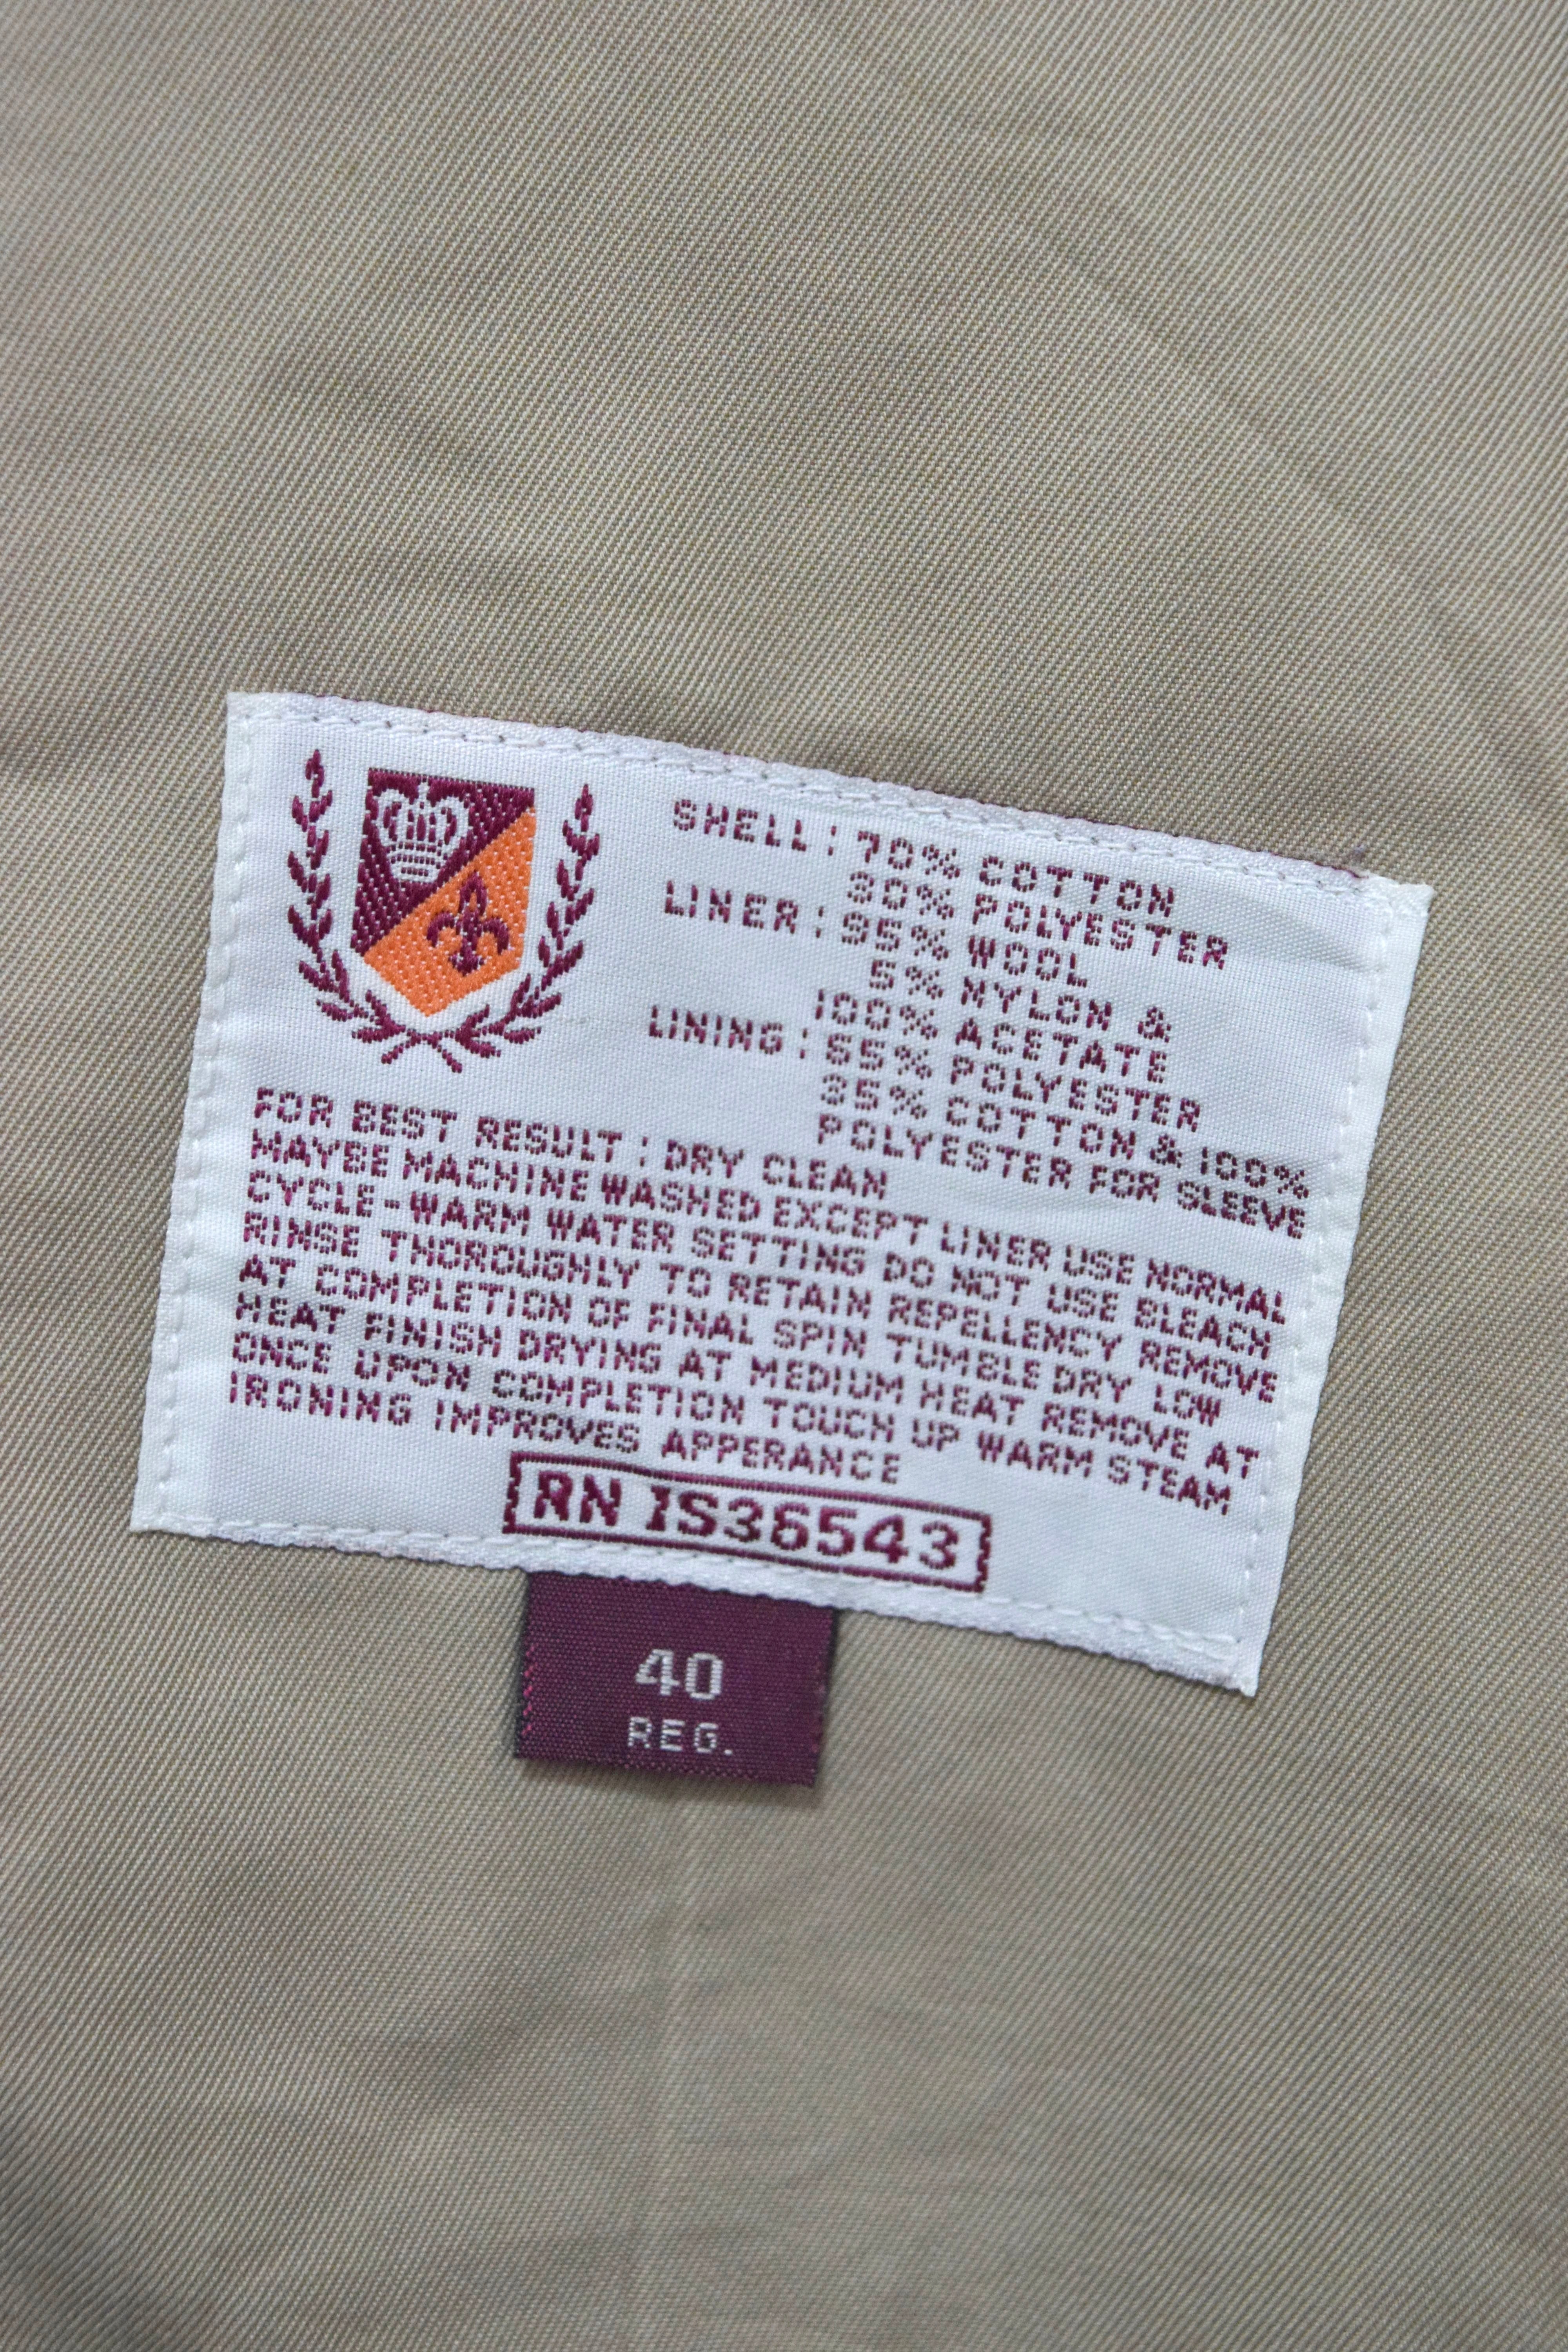 SHELL: 70% COTTON
30% POLYESTER
LINER: 95% WOOL
5% NYLON &
100% ACETATE
LINING: 65% POLYESTER
35% COTTON & 100%
POLYESTER FOR SLEEVE
FOR BEST RESULT: DRY CLEAN
MAYBE MACHINE WASHED EXCEPT LINER USE NORMAL
CYCLE-WARM WATER SETTING DO NOT USE BLEACH
RINSE THOROUGHLY TO RETAIN REPELLENCY REMOVE
AT COMPLETION OF FINAL SPIN TUMBLE DRY LOW
HEAT FINISH DRYING AT MEDIUM HEAT REMOVE AT
ONCE UPON COMPLETION TOUCH UP WARM STEAM
IRONING IMPROVES APPERANCE
RN IS36543
40
REG.